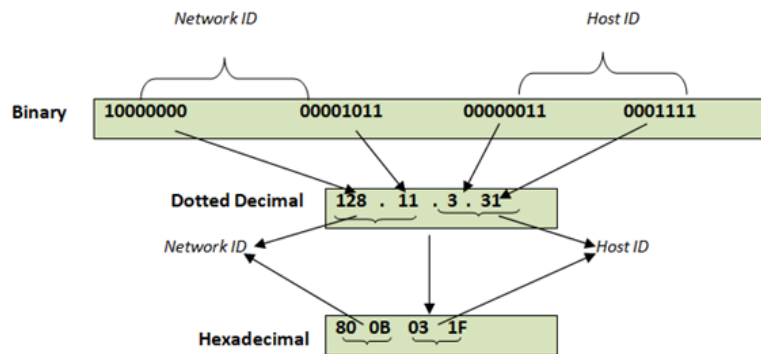 Network ID Host ID
Binary 10000000 00001011 00000011 0001111
Dotted Decimal 128 . 11 . 3 . 31
Network ID Host ID
Hexadecimal 80 0B 03 1F